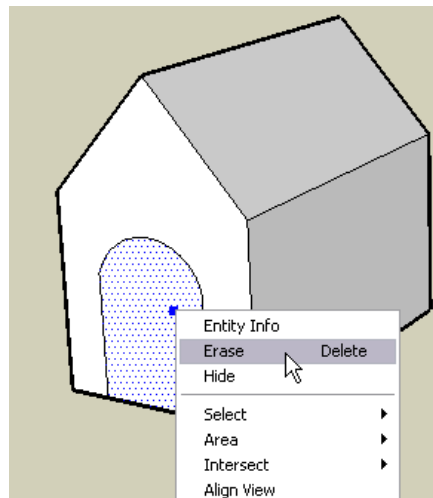 Entity Info
Erase Delete
Hide
Select
Area
Intersect
Align View